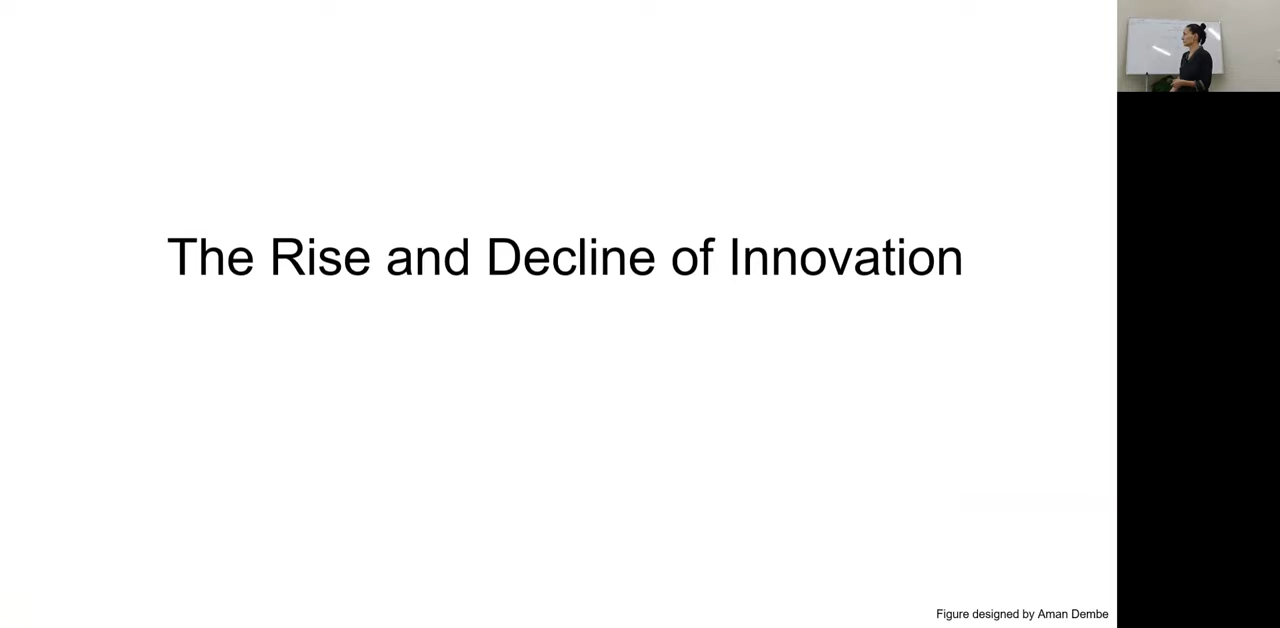 The Rise and Decline of Innovation
Figure designed by Aman Dembe